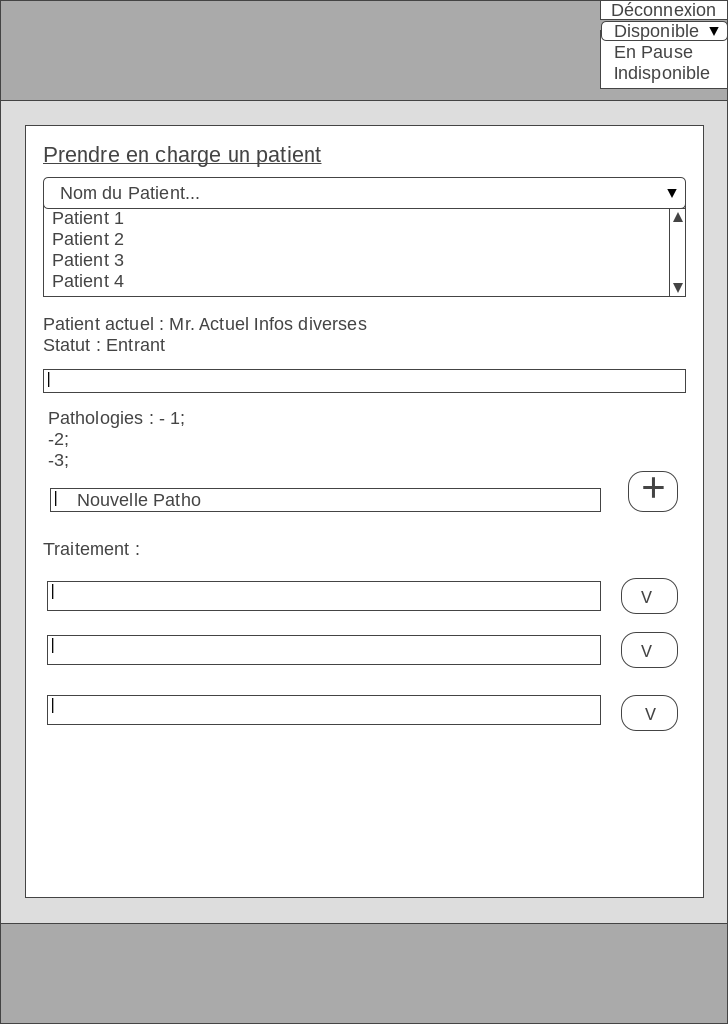 Déconnexion
Disponible ▼
En Pause
Indisponible
Prendre en charge un patient
Nom du Patient...
Patient 1
Patient 2
Patient 3
Patient 4
Patient actuel : Mr. Actuel Infos diverses
Statut : Entrant
Pathologies : - 1;
-2;
-3;
Nouvelle Patho
+
Traitement :
V
V
V